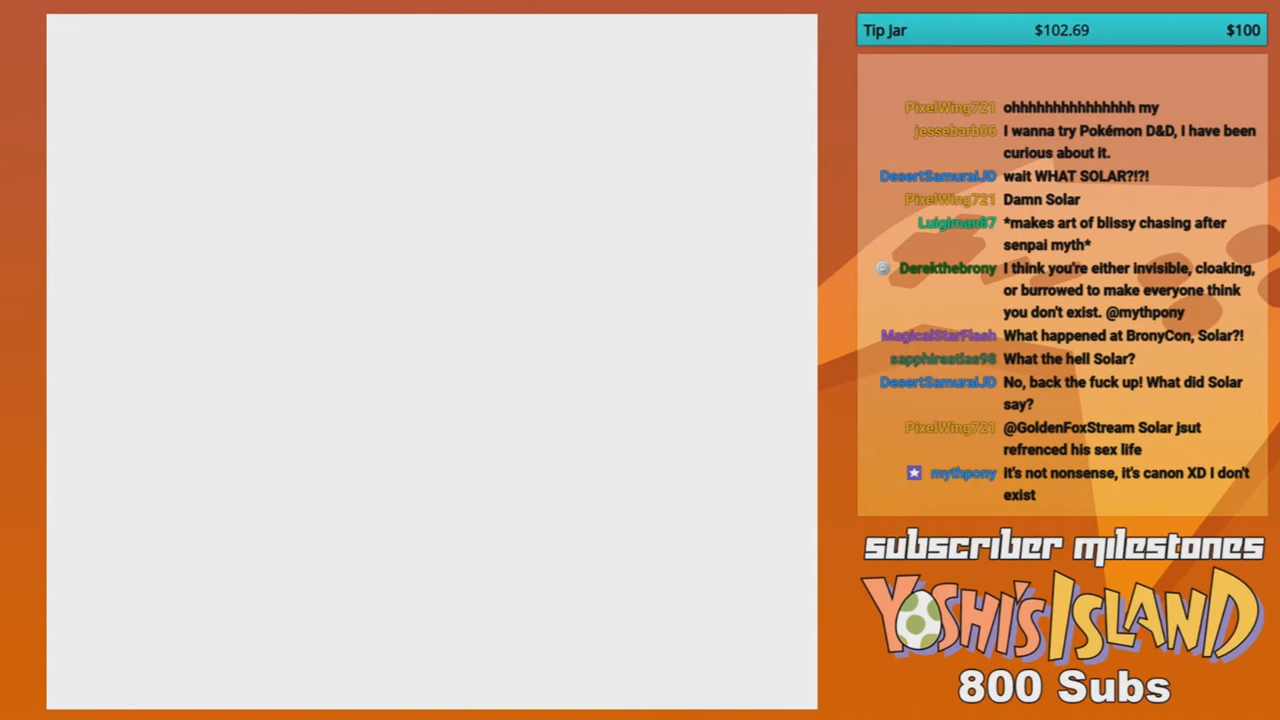 Tip Jar $102.69 $100
PixelWing721 ohhhhhhhhhhhhhhh my
jessebarb06 I wanna try Pokémon D&D, I have been
curious about it.
DesertSamuraiJD wait WHAT SOLAR?!?!
PixelWing721 Damn Solar
Luigiman87 *makes art of blissy chasing after
senpai myth*
Derekthebrony I think you're either invisible, cloaking,
or burrowed to make everyone think
you don't exist. @mythpony
MagicalStarFlash What happened at BronyCon, Solar?!
sapphireatlas98 What the hell Solar?
DesertSamuraiJD No, back the fuck up! What did Solar
say?
PixelWing721 @GoldenFoxStream Solar jsut
refrenced his sex life
mythpony it's not nonsense, it's canon XD I don't
exist
subscriber milestones
YOSHI'S ISLAND
800 Subs